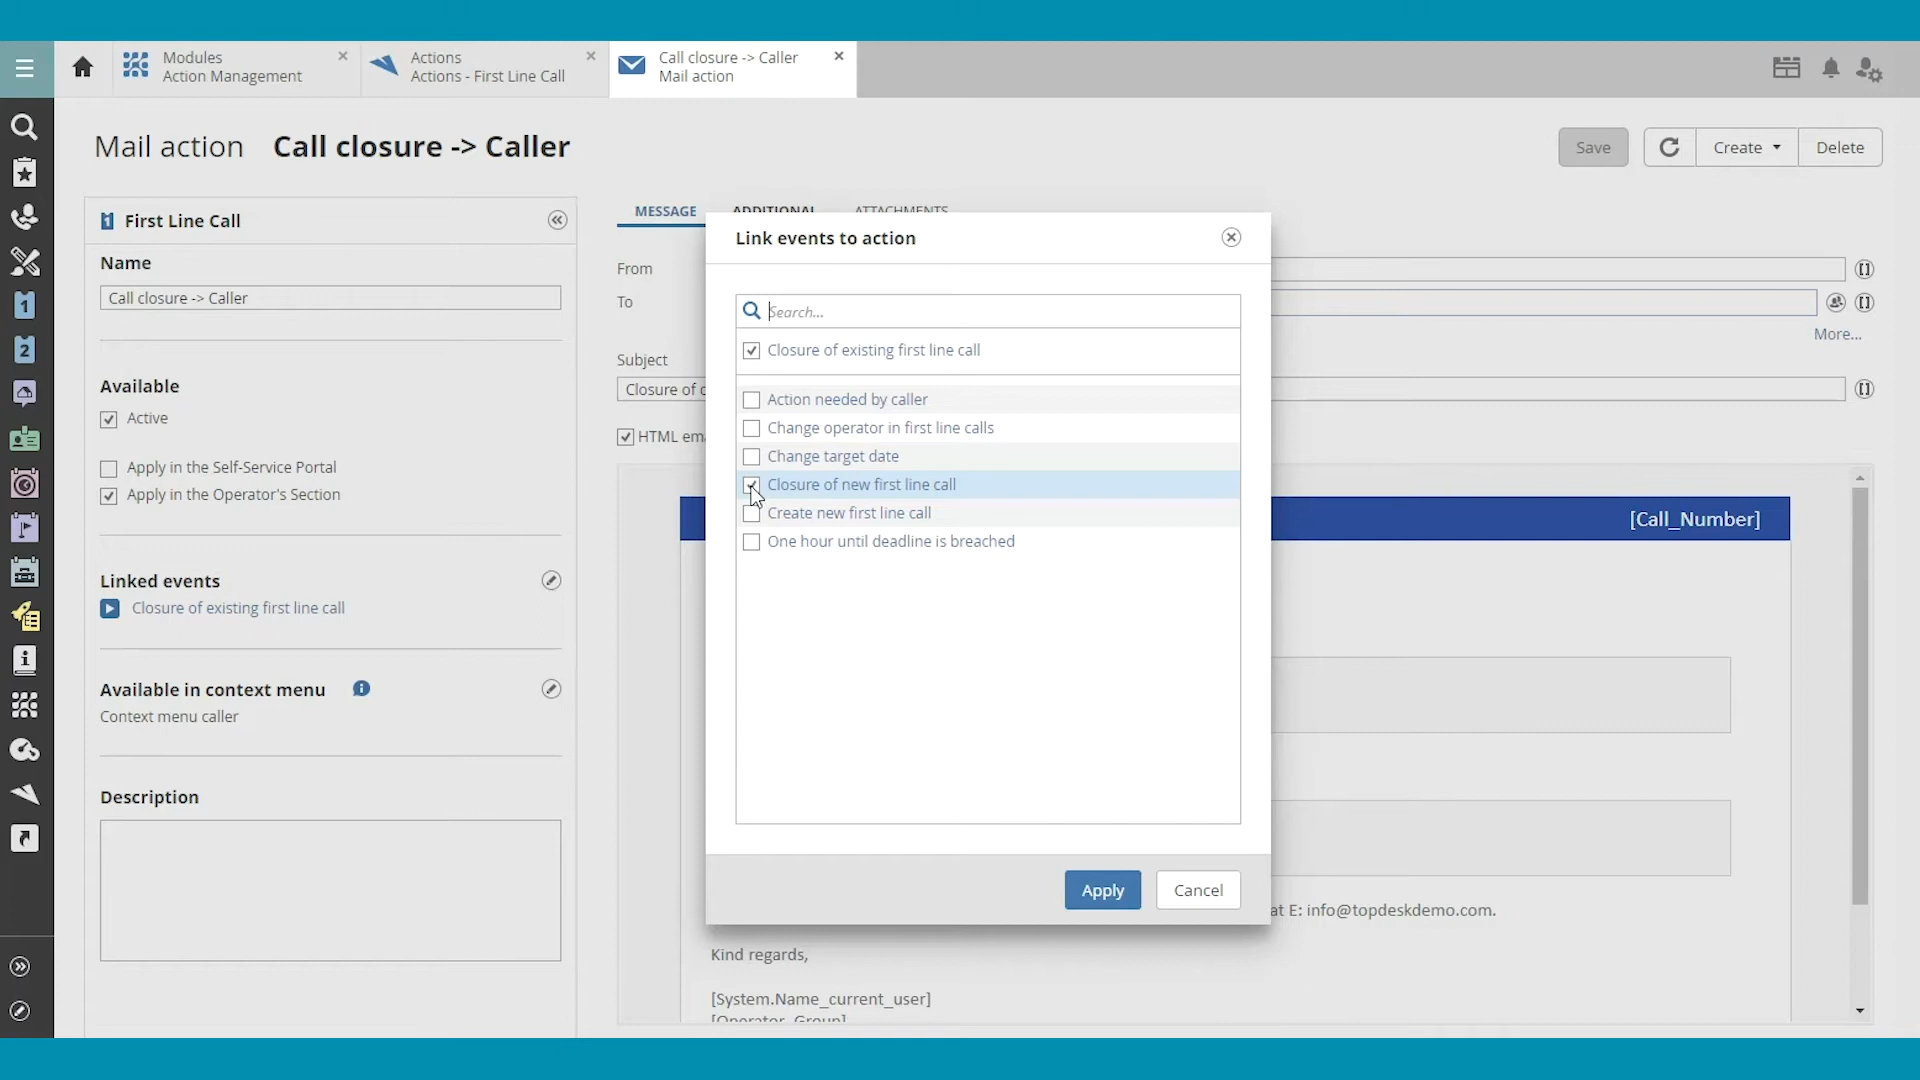 Modules
Action Management
Actions
Actions - First Line Call
Call closure -> Caller
Mail action
Mail action Call closure -> Caller
Save
Create
Delete
1
2
First Line Call
Name
Call closure -> Caller
Available
Active
Apply in the Self-Service Portal
Apply in the Operator's Section
Linked events
Closure of existing first line call
Available in context menu
Context menu caller
Description
MESSAGE
ADDITIONAL
ATTACHMENTS
From
To
More...
Subject
Closure of
HTML
[Call_Number]
at E: info@topdeskdemo.com.
Kind regards,
[System.Name_current_user]
[Operator_Group]
Link events to action
Search...
Closure of existing first line call
Action needed by caller
Change operator in first line calls
Change target date
Closure of new first line call
Create new first line call
One hour until deadline is breached
Apply
Cancel